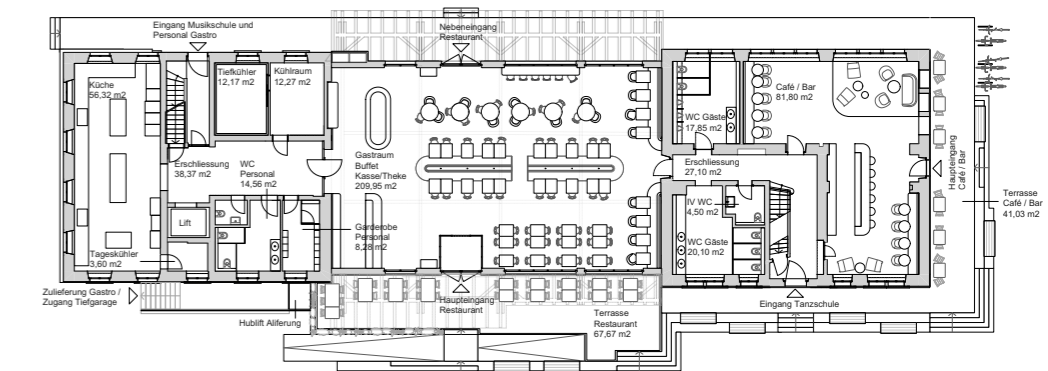 Eingang Musikschule und
Personal Gastro
Nebeneingang
Restaurant
Küche
56,32 m2
Tiefkühler
12,17 m2
Kühlraum
12,27 m2
Café / Bar
81,80 m2
WC Gäste
17,85 m2
Erschliessung
38,37 m2
WC
Personal
14,56 m2
Gastraum
Buffet
Kasse/Theke
209,95 m2
Erschliessung
27,10 m2
Haupteingang
Café / Bar
Terrasse
Café / Bar
41,03 m2
IV WC
4,50 m2
Lift
Garderobe
Personal
8,28 m2
WC Gäste
20,10 m2
Tageskühler
3,60 m2
Zulieferung Gastro /
Zugang Tiefgarage
Hublift Aliferung
Haupteingang
Restaurant
Terrasse
Restaurant
67,67 m2
Eingang Tanzschule